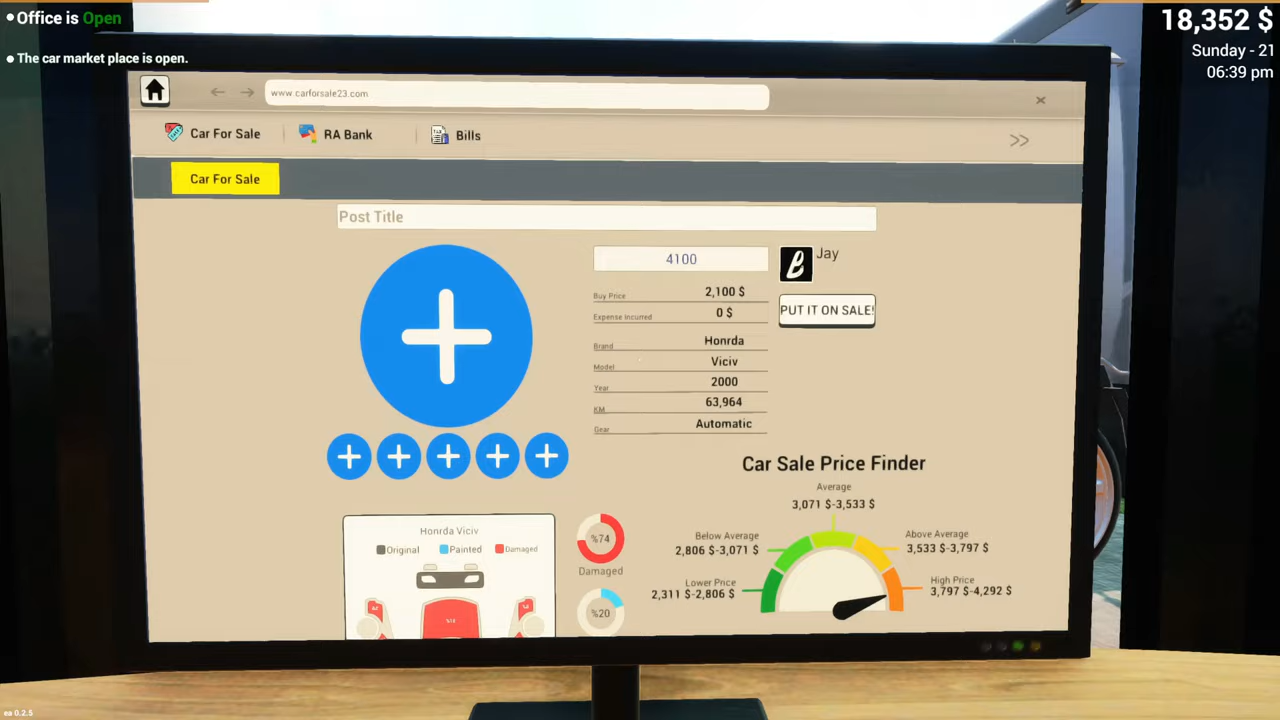 Office is Open
18,352 $
Sunday - 21
The car market place is open.
06:39 pm
www.carforsale23.com
Car For Sale
RA Bank
Bills
>>
Car For Sale
Post Title
4100
Jay
Buy Price 2,100 $
PUT IT ON SALE!
Expense Incurred 0 $
Brand Honrda
Model Viciv
Year 2000
KM 63,964
Gear Automatic
Car Sale Price Finder
Average
3,071 $-3,533 $
Honrda Viciv
Original Painted Damaged
%74
Damaged
Below Average
2,806 $-3,071 $
Above Average
3,533 $-3,797 $
Lower Price
2,311 $-2,806 $
High Price
3,797 $-4,292 $
%20
ea 0.2.5